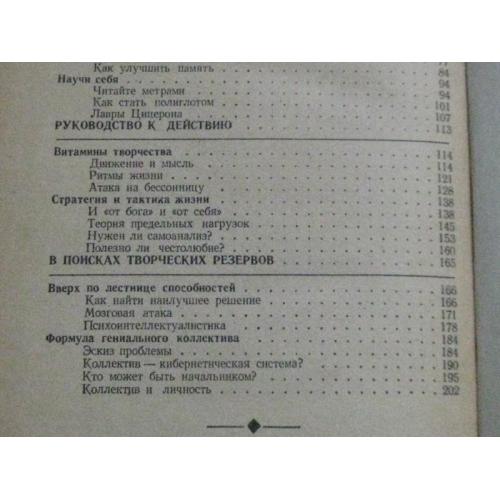 Как улучшить память 77
Научи себя 84
Читайте метрами 94
Как стать полиглотом 94
Лавры Цицерона 101
107
РУКОВОДСТВО К ДЕЙСТВИЮ 113
Витамины творчества 114
Движение и мысль 114
Ритмы жизни 121
Атака на бессонницу 128
Стратегия и тактика жизни 138
И «от бога» и «от себя» 138
Теория предельных нагрузок 145
Нужен ли самоанализ? 153
Полезно ли честолюбие? 160
В ПОИСКАХ ТВОРЧЕСКИХ РЕЗЕРВОВ 165
Вверх по лестнице способностей 166
Как найти наилучшее решение 166
Мозговая атака 171
Психоинтеллектуалистика 178
Формула гениального коллектива 184
Эскиз проблемы 184
Коллектив — кибернетическая система? 190
Кто может быть начальником? 195
Коллектив и личность 202